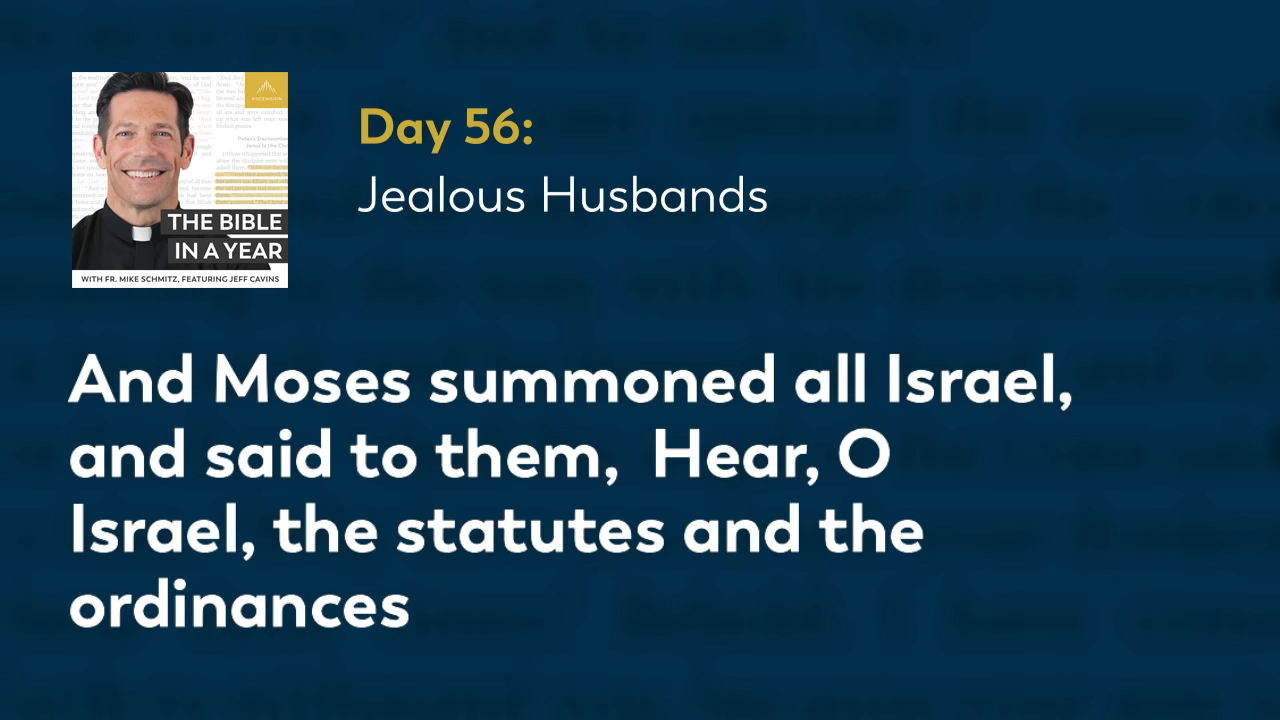 ASCENSION
THE BIBLE
IN A YEAR
WITH FR. MIKE SCHMITZ, FEATURING JEFF CAVINS
Day 56:
Jealous Husbands
And Moses summoned all Israel,
and said to them,  Hear, O
Israel, the statutes and the
ordinances